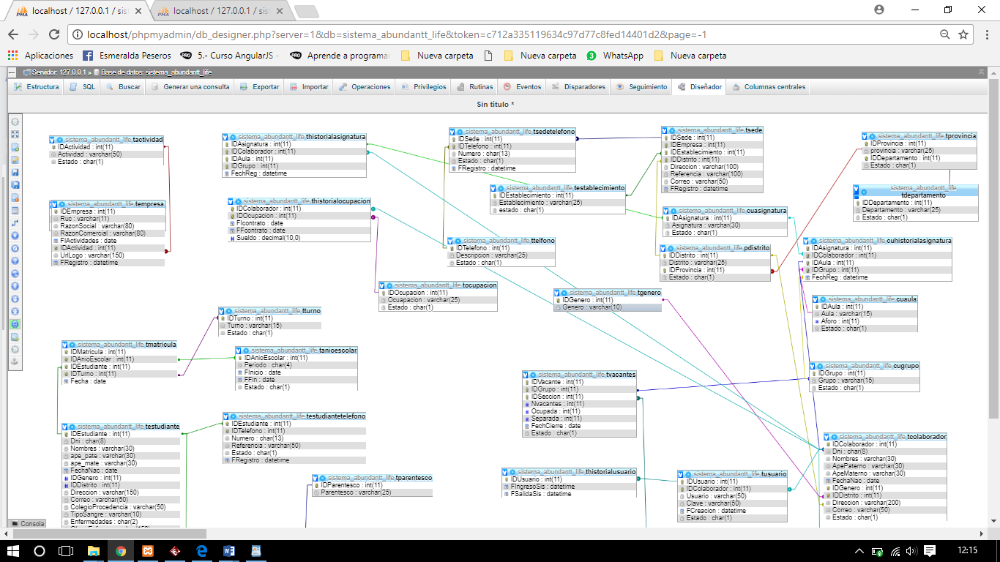 localhost / 127.0.0.1 / sist
localhost / 127.0.0.1 / sist
localhost/phpmyadmin/db_designer.php?server=1&db=sistema_abundantt_life&token=c712a335119634c97d77c8fed14401d2&page=-1
Aplicaciones Esmeralda Peseros 5.- Curso AngularJS - Aprende a programar Nueva carpeta Nueva carpeta WhatsApp Nueva carpeta
Servidor: 127.0.0.1 » Base de datos: sistema_abundantt_life
Estructura SQL Buscar Generar una consulta Exportar Importar Operaciones Privilegios Rutinas Eventos Disparadores Seguimiento Diseñador Columnas centrales
Sin título *
sistema_abundantt_life.tactividad
IDActividad : int(11)
Actividad : varchar(50)
Estado : char(1)
sistema_abundantt_life.thistorialasignatura
IDAsignatura : int(11)
IDColaborador : int(11)
IDAula : int(11)
IDGrupo : int(11)
FechReg : datetime
sistema_abundantt_life.tsedetelefono
IDSede : int(11)
IDTelefono : int(11)
Numero : char(13)
Estado : char(1)
FRegistro : datetime
sistema_abundantt_life.tsede
IDSede : int(11)
IDEmpresa : int(11)
IDEstablecimiento : int(11)
IDDistrito : int(11)
Direccion : varchar(100)
Referencia : varchar(100)
Correo : varchar(50)
FRegistro : datetime
sistema_abundantt_life.tprovincia
IDProvincia : int(11)
provincia : varchar(25)
IDDepartamento : int(11)
Estado : char(1)
sistema_abundantt_life.tempresa
IDEmpresa : int(11)
Ruc : varchar(11)
RazonSocial : varchar(80)
RazonComercial : varchar(80)
FIActividades : date
IDActividad : int(11)
UrlLogo : varchar(150)
FRegistro : datetime
sistema_abundantt_life.thistorialocupacion
IDColaborador : int(11)
IDOcupacion : int(11)
FIcontrato : date
FFcontrato : date
Sueldo : decimal(10,0)
sistema_abundantt_life.testablecimiento
IDEstablecimiento : int(11)
Establecimiento : varchar(25)
estado : char(1)
sistema_abundantt_life.
tdepartamento
IDDepartamento : int(11)
Departamento : varchar(25)
Estado : char(1)
sistema_abundantt_life.cuasignatura
IDAsignatura : int(11)
Asignatura : varchar(30)
Estado : char(1)
sistema_abundantt_life.ttelfono
IDTelefono : int(11)
Descripcion : varchar(25)
Estado : char(1)
sistema_abundantt_life.pdistrito
IDDistrito : int(11)
Distrito : varchar(25)
IDProvincia : int(11)
Estado : char(1)
sistema_abundantt_life.cuhistorialasignatura
IDAsignatura : int(11)
IDColaborador : int(11)
IDAula : int(11)
IDGrupo : int(11)
FechReg : datetime
sistema_abundantt_life.tocupacion
IDOcupacion : int(11)
Ocuapacion : varchar(25)
Estado : char(1)
sistema_abundantt_life.tgenero
IDGenero : int(11)
Genero : varchar(10)
sistema_abundantt_life.cuaula
IDAula : int(11)
Aula : varchar(15)
Aforo : int(11)
Estado : char(1)
sistema_abundantt_life.tturno
IDTurno : int(11)
Turno : varchar(15)
Estado : char(1)
sistema_abundantt_life.tmatricula
IDMatricula : int(11)
IDAnioEscolar : int(11)
IDEstudiante : int(11)
IDTurno : int(11)
Fecha : date
sistema_abundantt_life.tanioescolar
IDAnioEscolar : int(11)
Periodo : char(4)
FInicio : date
FFin : date
Estado : char(1)
sistema_abundantt_life.cugrupo
IDGrupo : int(11)
Grupo : varchar(15)
Estado : char(1)
sistema_abundantt_life.tvacantes
IDVacante : int(11)
IDGrupo : int(11)
IDSeccion : int(11)
Nvacantes : int(11)
Ocupada : int(11)
Separada : int(11)
FechCierre : date
Estado : char(1)
sistema_abundantt_life.testudiante
IDEstudiante : int(11)
Dni : char(8)
Nombres : varchar(30)
ape_pate : varchar(30)
ape_mate : varchar(30)
FechaNac : date
IDGenero : int(11)
IDDistrito : int(11)
Direccion : varchar(150)
Correo : varchar(50)
ColegioProcedencia : varchar(50)
TipoSangre : varchar(10)
Enfermedades : char(2)
sistema_abundantt_life.testudiantetelefono
IDEstudiante : int(11)
IDTelefono : int(11)
Numero : char(13)
Referencia : varchar(50)
Estado : char(1)
FRegistro : datetime
sistema_abundantt_life.tcolaborador
IDColaborador : int(11)
Dni : char(8)
Nombres : varchar(30)
ApePaterno : varchar(30)
ApeMaterno : varchar(30)
FechaNac : date
IDGenero : int(11)
IDDistrito : int(11)
Direccion : varchar(200)
Correo : varchar(50)
Estado : char(1)
sistema_abundantt_life.tparentesco
IDParentesco : int(11)
Parentesco : varchar(25)
sistema_abundantt_life.thistorialusuario
IDUsuario : int(11)
FIngresoSis : datetime
FSalidaSis : datetime
sistema_abundantt_life.tusuario
IDUsuario : int(11)
IDColaborador : int(11)
Usuario : varchar(50)
Clave : varchar(50)
FCreacion : datetime
Estado : char(1)
Consola
12:15